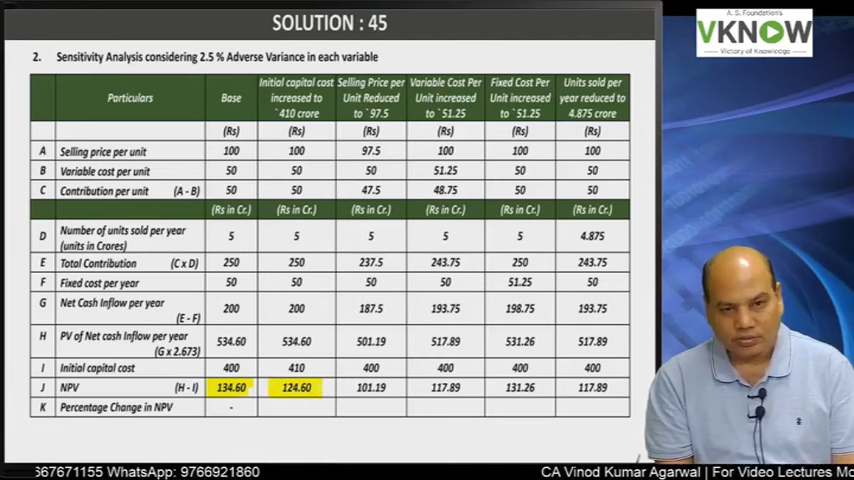 SOLUTION : 45
A. S. Foundation's
VKNOW
Victory of Knowledge
2. Sensitivity Analysis considering 2.5 % Adverse Variance in each variable
Particulars Base Initial capital cost increased to `410 crore Selling Price per Unit Reduced to `97.5 Variable Cost Per Unit increased to `51.25 Fixed Cost Per Unit increased to `51.25 Units sold per year reduced to 4.875 crore
(Rs) (Rs) (Rs) (Rs) (Rs) (Rs)
A Selling price per unit 100 100 97.5 100 100 100
B Variable cost per unit 50 50 50 51.25 50 50
C Contribution per unit (A - B) 50 50 47.5 48.75 50 50
(Rs in Cr.) (Rs in Cr.) (Rs in Cr.) (Rs in Cr.) (Rs in Cr.) (Rs in Cr.)
D Number of units sold per year (units in Crores) 5 5 5 5 5 4.875
E Total Contribution (C x D) 250 250 237.5 243.75 250 243.75
F Fixed cost per year 50 50 50 50 51.25 50
G Net Cash Inflow per year (E - F) 200 200 187.5 193.75 198.75 193.75
H PV of Net cash Inflow per year (G x 2.673) 534.60 534.60 501.19 517.89 531.26 517.89
I Initial capital cost 400 410 400 400 400 400
J NPV (H - I) 134.60 124.60 101.19 117.89 131.26 117.89
K Percentage Change in NPV -
667671155 WhatsApp: 9766921860 CA Vinod Kumar Agarwal | For Video Lectures Mo